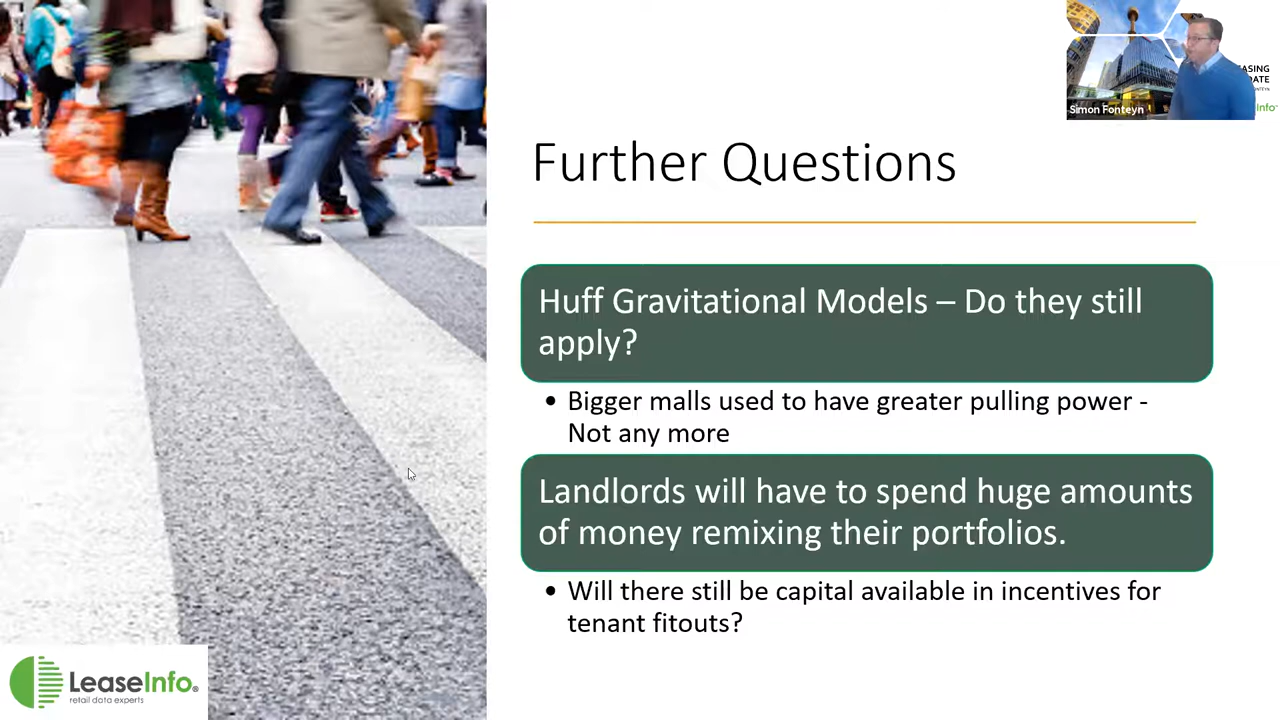 Further Questions
Huff Gravitational Models – Do they still
apply?
• Bigger malls used to have greater pulling power -
Not any more
Landlords will have to spend huge amounts
of money remixing their portfolios.
• Will there still be capital available in incentives for
tenant fitouts?
LeaseInfo®
retail data experts
Simon Fonteyn